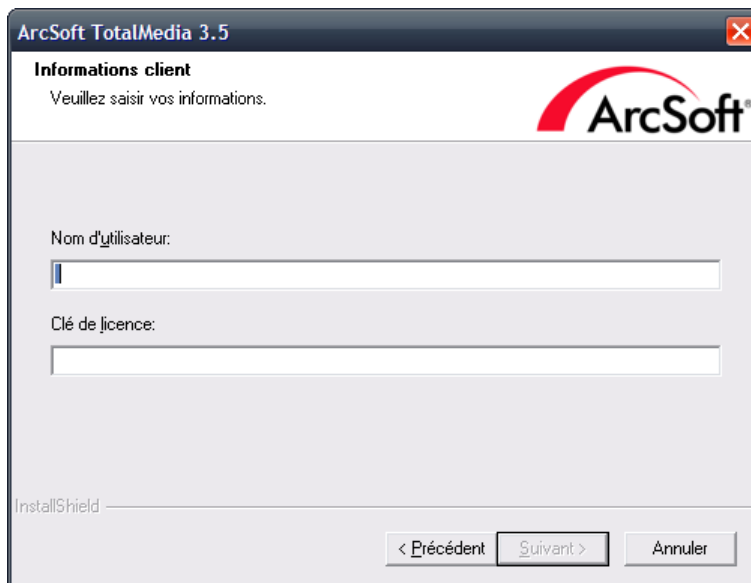 ArcSoft TotalMedia 3.5
Informations client
Veuillez saisir vos informations.
ArcSoft®
Nom d'utilisateur:
Clé de licence:
InstallShield
< Précédent
Suivant >
Annuler